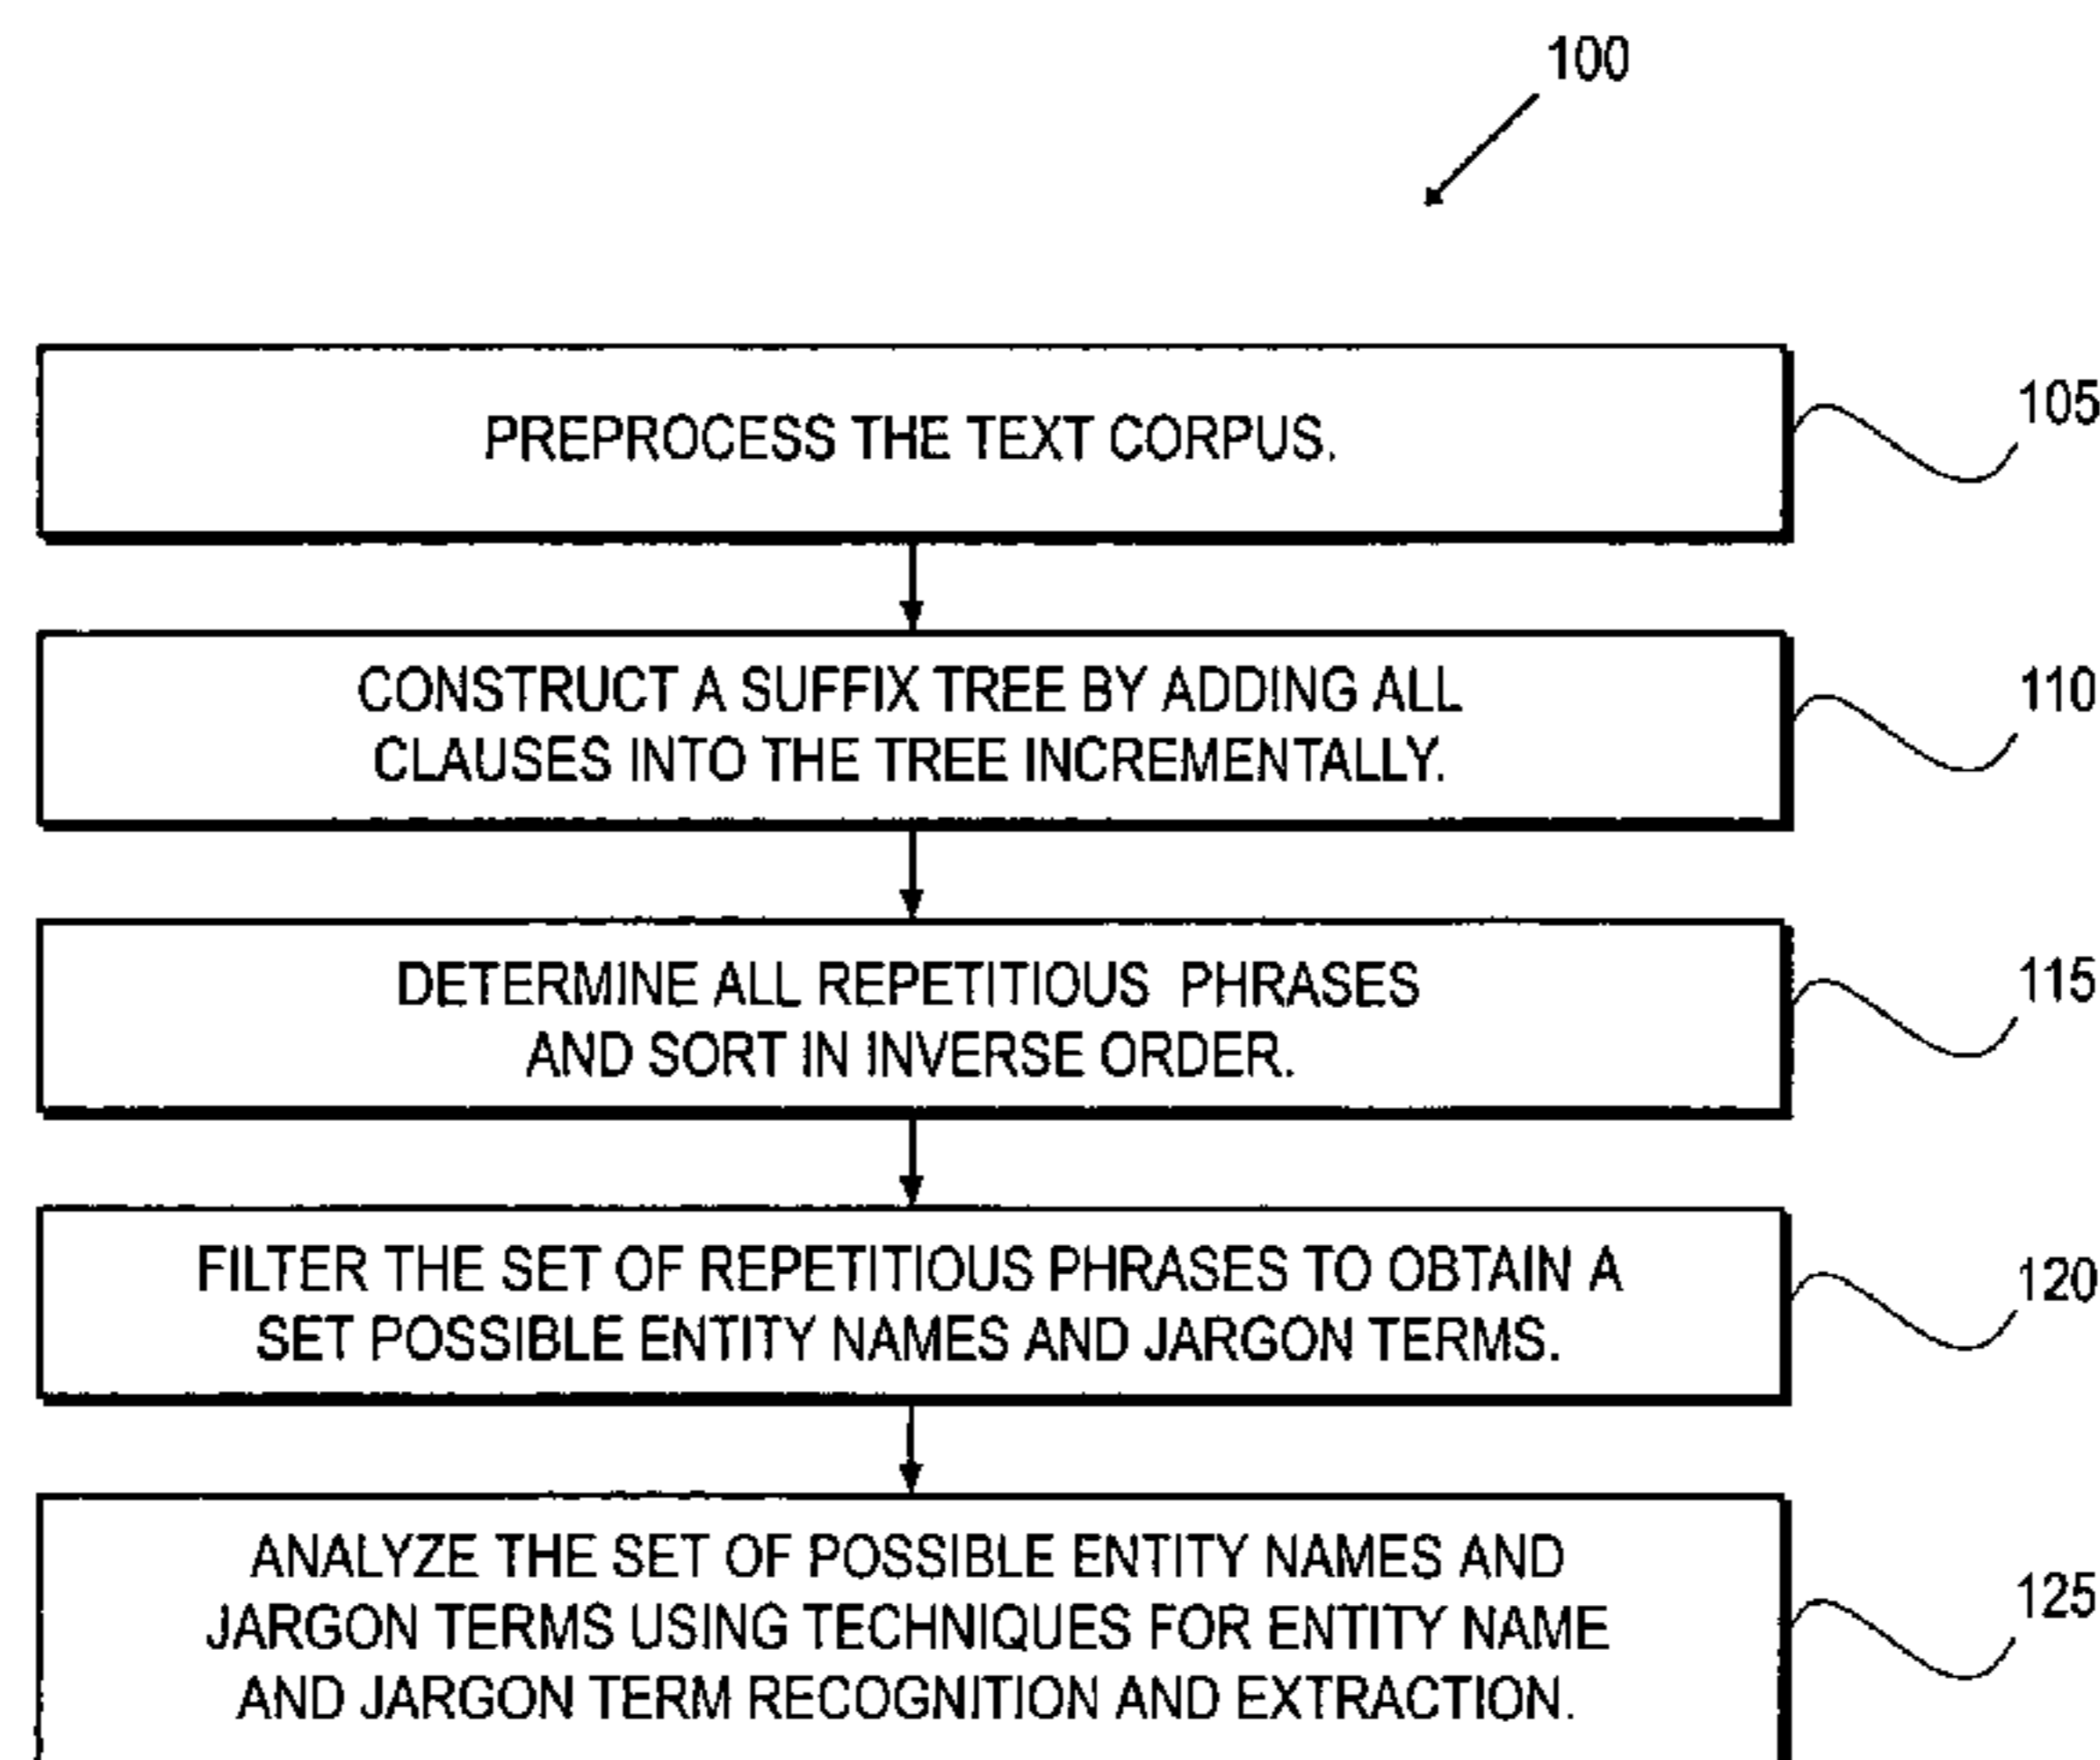 100
PREPROCESS THE TEXT CORPUS.
105
CONSTRUCT A SUFFIX TREE BY ADDING ALL
CLAUSES INTO THE TREE INCREMENTALLY.
110
DETERMINE ALL REPETITIOUS PHRASES
AND SORT IN INVERSE ORDER.
115
FILTER THE SET OF REPETITIOUS PHRASES TO OBTAIN A
SET POSSIBLE ENTITY NAMES AND JARGON TERMS.
120
ANALYZE THE SET OF POSSIBLE ENTITY NAMES AND
JARGON TERMS USING TECHNIQUES FOR ENTITY NAME
AND JARGON TERM RECOGNITION AND EXTRACTION.
125